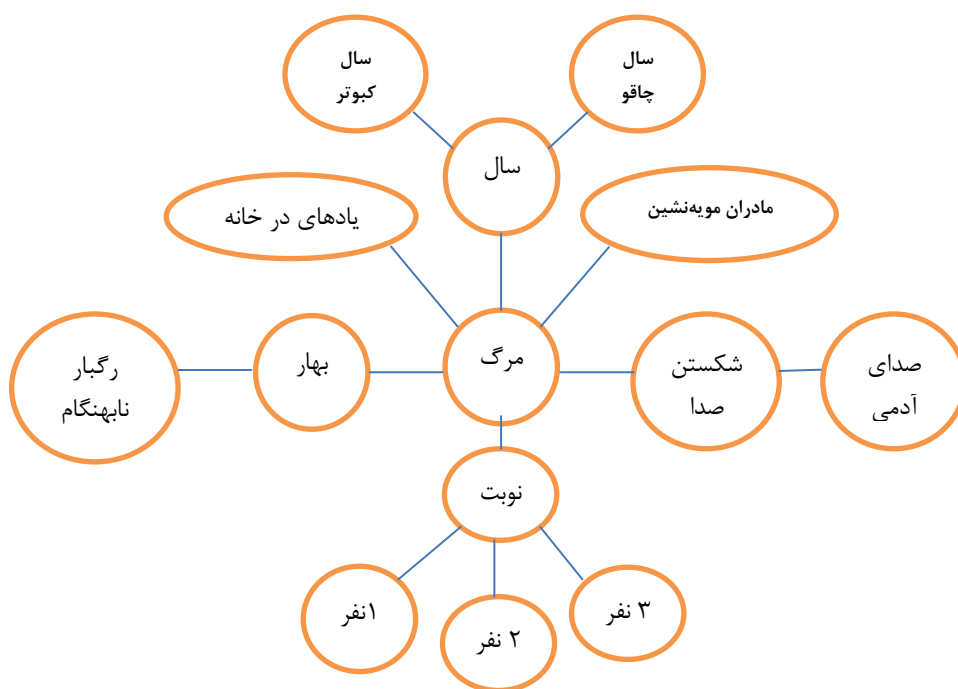 سال
چاقو
سال
کبوتر
سال
مادران مویه‌نشین
یادهای در خانه
مرگ
صدای
آدمی
شکستن
صدا
بهار
رگبار
نابهنگام
نوبت
۳ نفر
۲ نفر
۱نفر